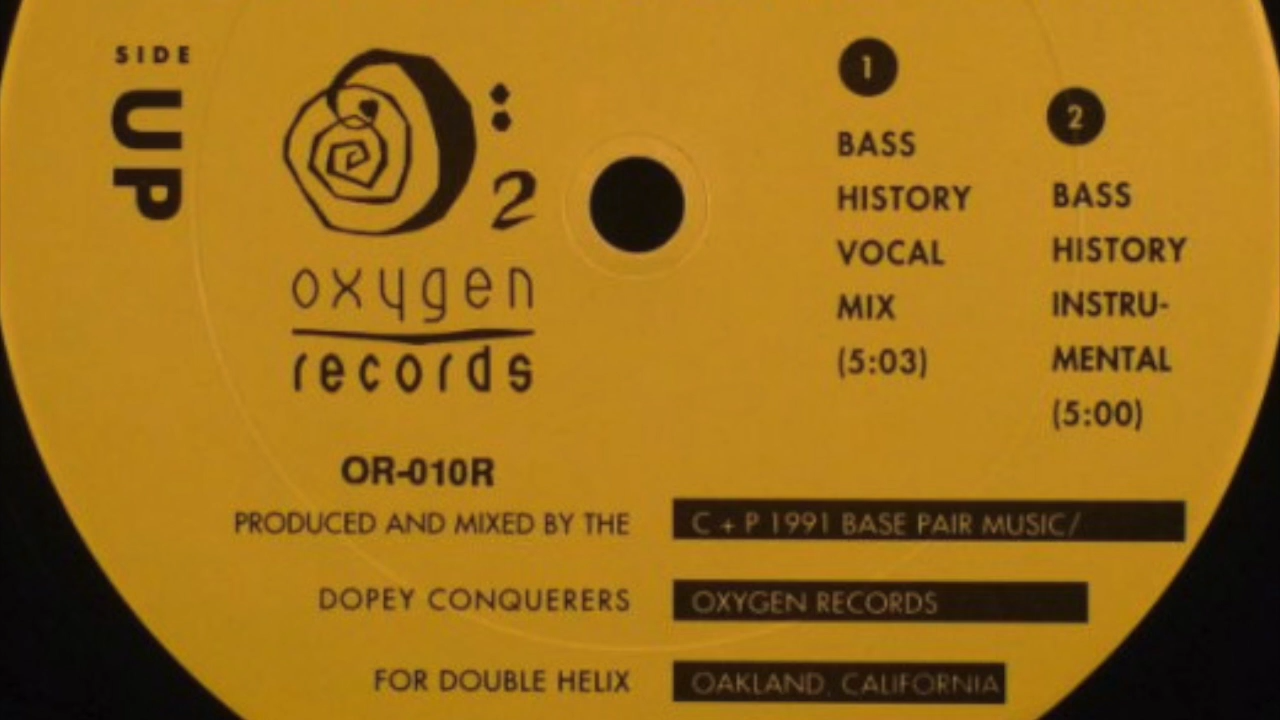 SIDE
UP
2
oxygen
records
OR-010R
1
BASS
HISTORY
VOCAL
MIX
(5:03)
2
BASS
HISTORY
INSTRU-
MENTAL
(5:00)
PRODUCED AND MIXED BY THE
DOPEY CONQUERERS
FOR DOUBLE HELIX
C + P 1991 BASE PAIR MUSIC/
OXYGEN RECORDS
OAKLAND, CALIFORNIA